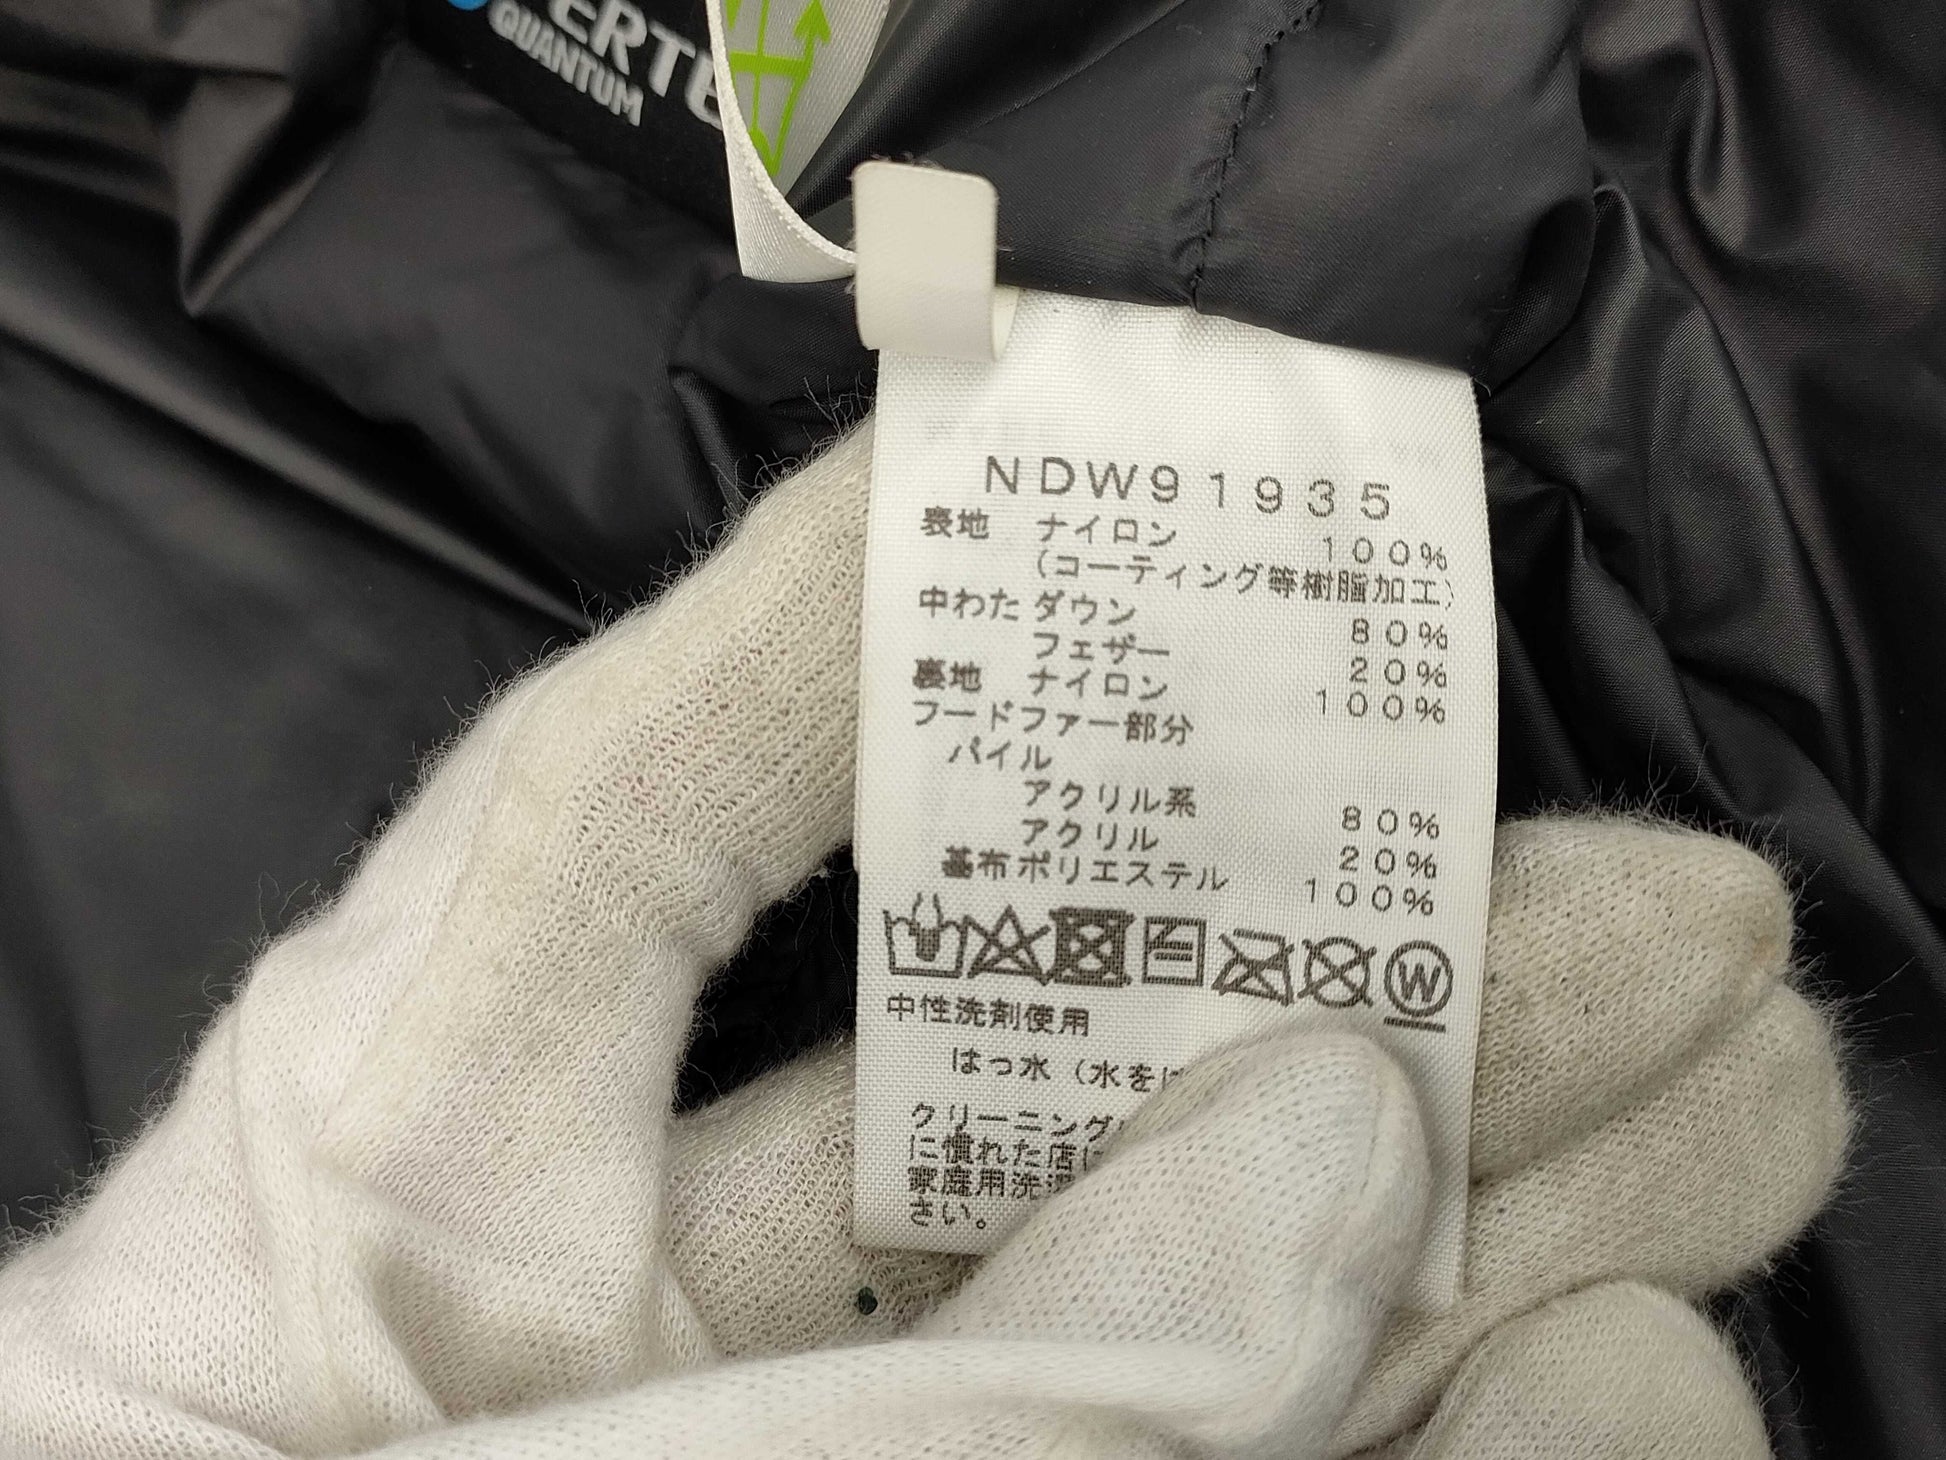 QUANTUM
NDW91935
表地 ナイロン 100%
(コーティング等樹脂加工)
中わた ダウン 80%
フェザー 20%
裏地 ナイロン 100%
フードファー部分
パイル
アクリル系 80%
アクリル 20%
基布ポリエステル 100%
W
中性洗剤使用
はっ水（水を
クリーニング
に慣れた店に
家庭用洗
さい。